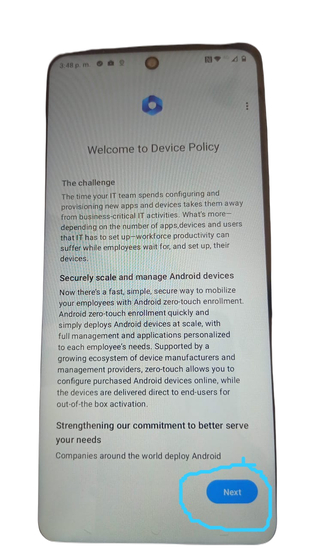 3:48 p. m.
Welcome to Device Policy
The challenge
The time your IT team spends configuring and
provisioning new apps and devices takes them away
from business-critical IT activities. What's more—
depending on the number of apps,devices and users
that IT has to set up—workforce productivity can
suffer while employees wait for, and set up, their
devices.
Securely scale and manage Android devices
Now there's a fast, simple, secure way to mobilize
your employees with Android zero-touch enrollment.
Android zero-touch enrollment quickly and
simply deploys Android devices at scale, with
full management and applications personalized
to each employee's needs. Supported by a
growing ecosystem of device manufacturers and
management providers, zero-touch allows you to
configure purchased Android devices online, while
the devices are delivered direct to end-users for
out-of-the box activation.
Strengthening our commitment to better serve
your needs
Companies around the world deploy Android
Next